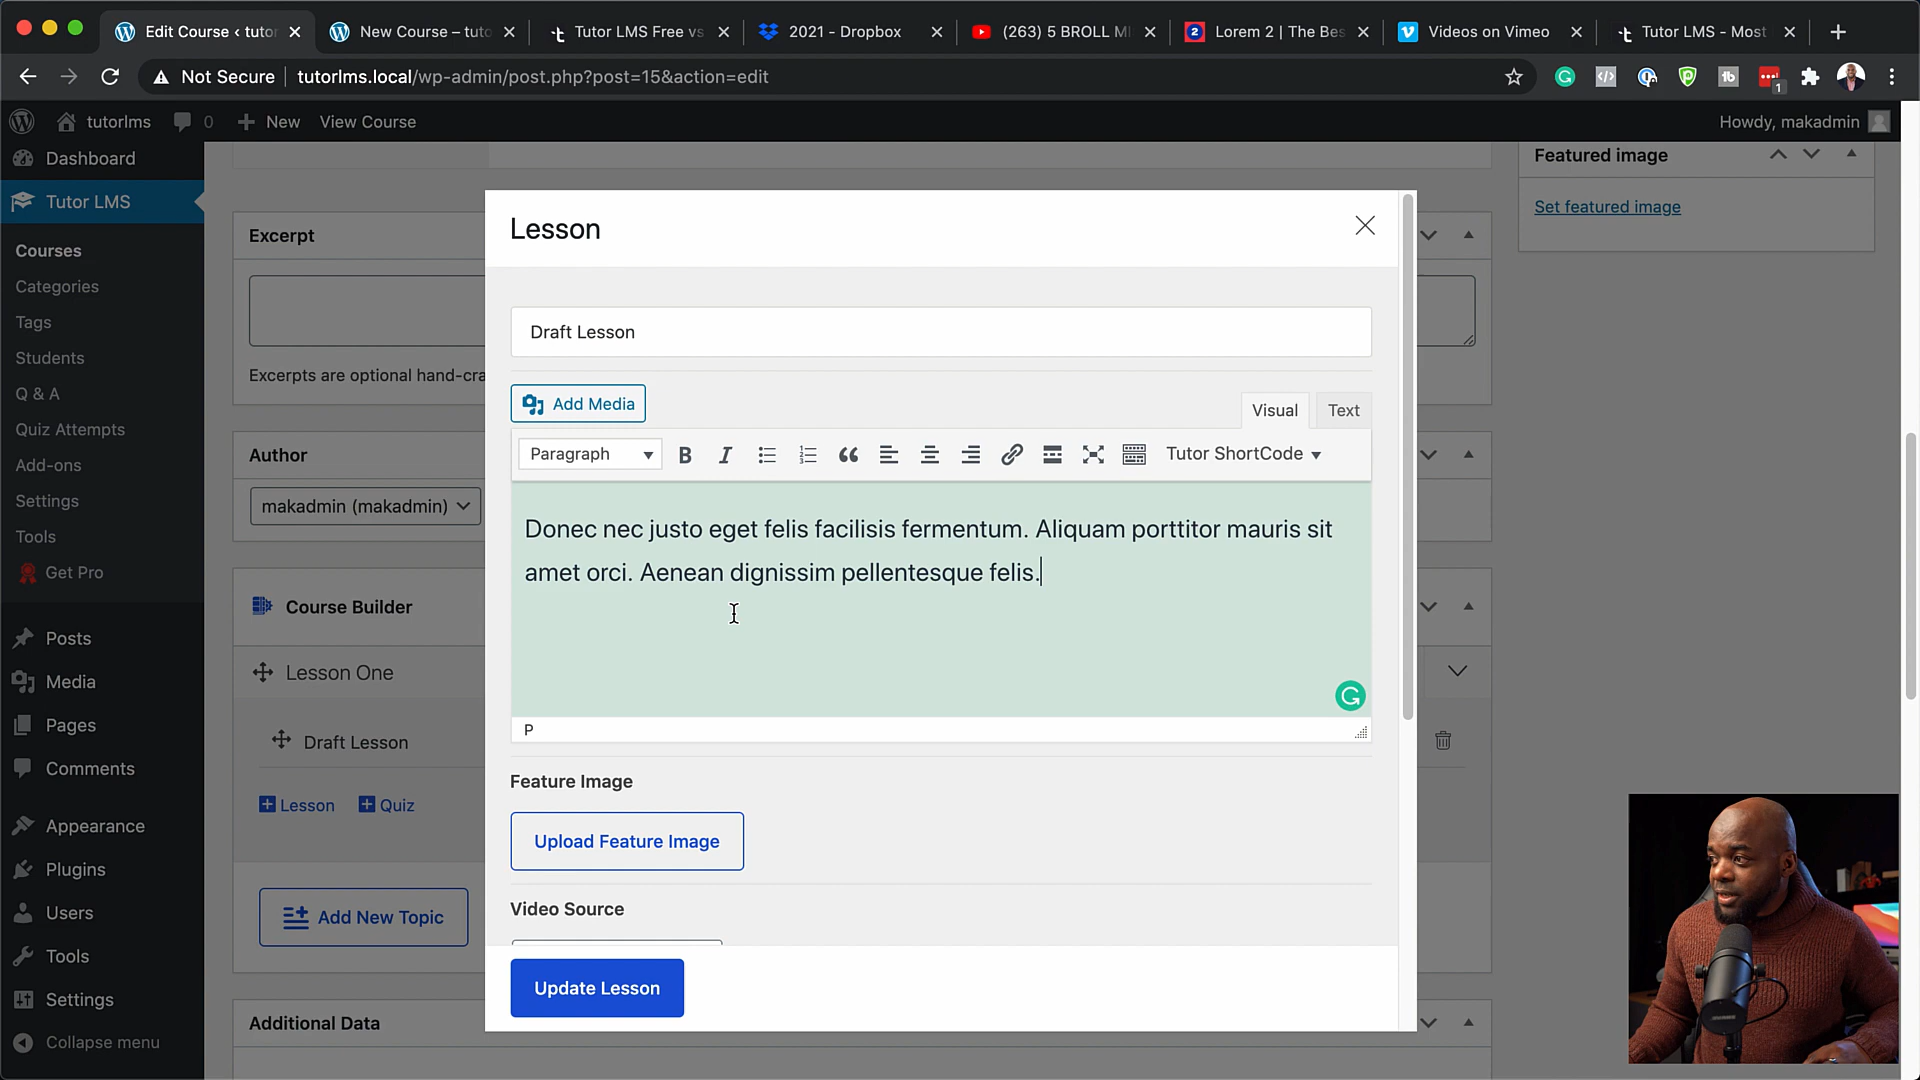 Edit Course ‹ tutor
New Course – tuto
Tutor LMS Free vs
2021 - Dropbox
(263) 5 BROLL MI
Lorem 2 | The Bes
Videos on Vimeo
Tutor LMS - Most
Not Secure
tutorlms.local/wp-admin/post.php?post=15&action=edit
1
tutorlms
0
New
View Course
Howdy, makadmin
Dashboard
Tutor LMS
Courses
Categories
Tags
Students
Q & A
Quiz Attempts
Add-ons
Settings
Tools
Get Pro
Posts
Media
Pages
Comments
Appearance
Plugins
Users
Tools
Settings
Collapse menu
Excerpt
Excerpts are optional hand-cra
Author
makadmin (makadmin)
Course Builder
Lesson One
Draft Lesson
Lesson
Quiz
Add New Topic
Additional Data
Lesson
Draft Lesson
Add Media
Visual
Text
Paragraph
B
I
Tutor ShortCode
Donec nec justo eget felis facilisis fermentum. Aliquam porttitor mauris sit
amet orci. Aenean dignissim pellentesque felis.
P
Feature Image
Upload Feature Image
Video Source
Update Lesson
Featured image
Set featured image